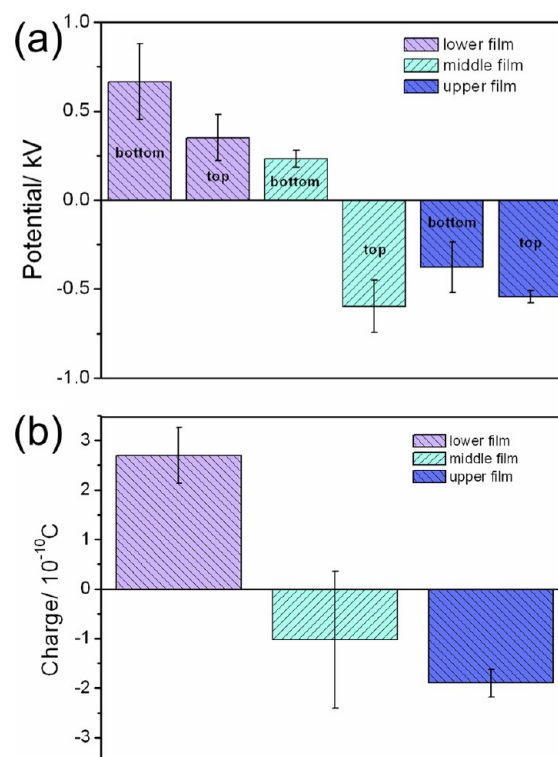 (a)
1.0
0.5
0.0
-0.5
-1.0
Potential/ kV
lower film
middle film
upper film
bottom
top
bottom
top
bottom
top
(b)
3
2
1
0
-1
-2
-3
Charge/ 10⁻¹⁰C
lower film
middle film
upper film